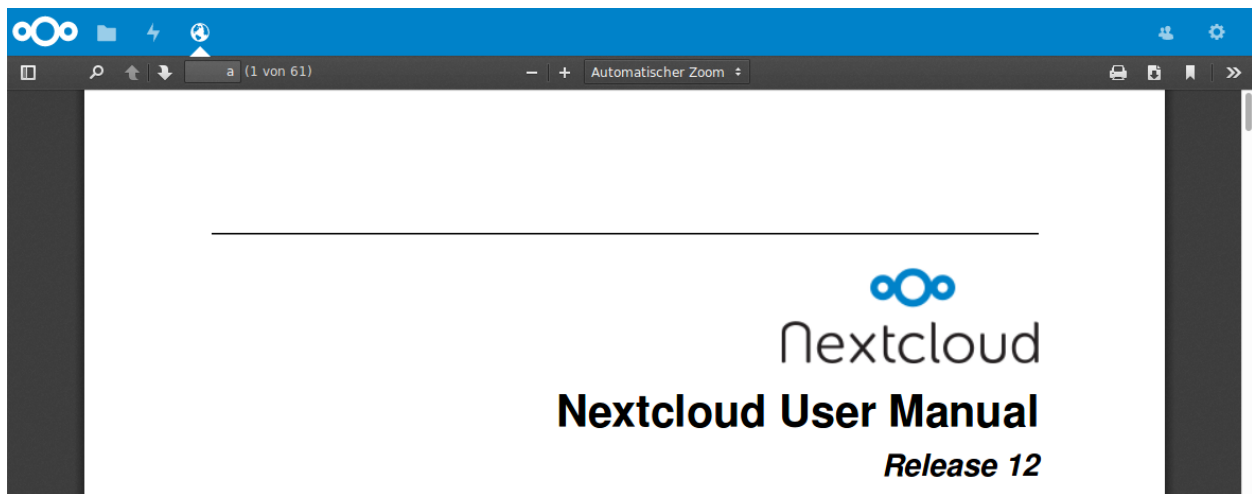 a (1 von 61)
Automatischer Zoom
Nextcloud
Nextcloud User Manual
Release 12